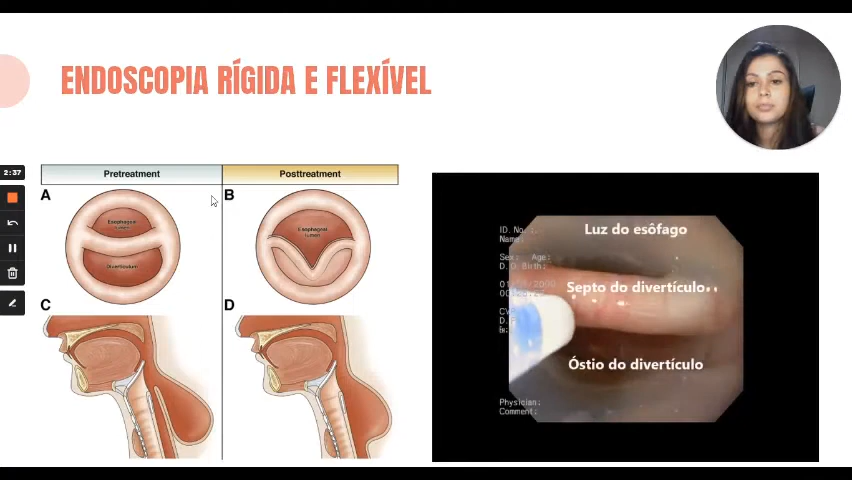 ENDOSCOPIA RÍGIDA E FLEXÍVEL
2:37
Pretreatment
Posttreatment
A
B
Esophageal
lumen
Diverticulum
Esophageal
lumen
C
D
Luz do esôfago
ID. No.
Name:
Sex: Age:
D. O. Birth:
Septo do divertículo
Óstio do divertículo
Physician:
Comment: